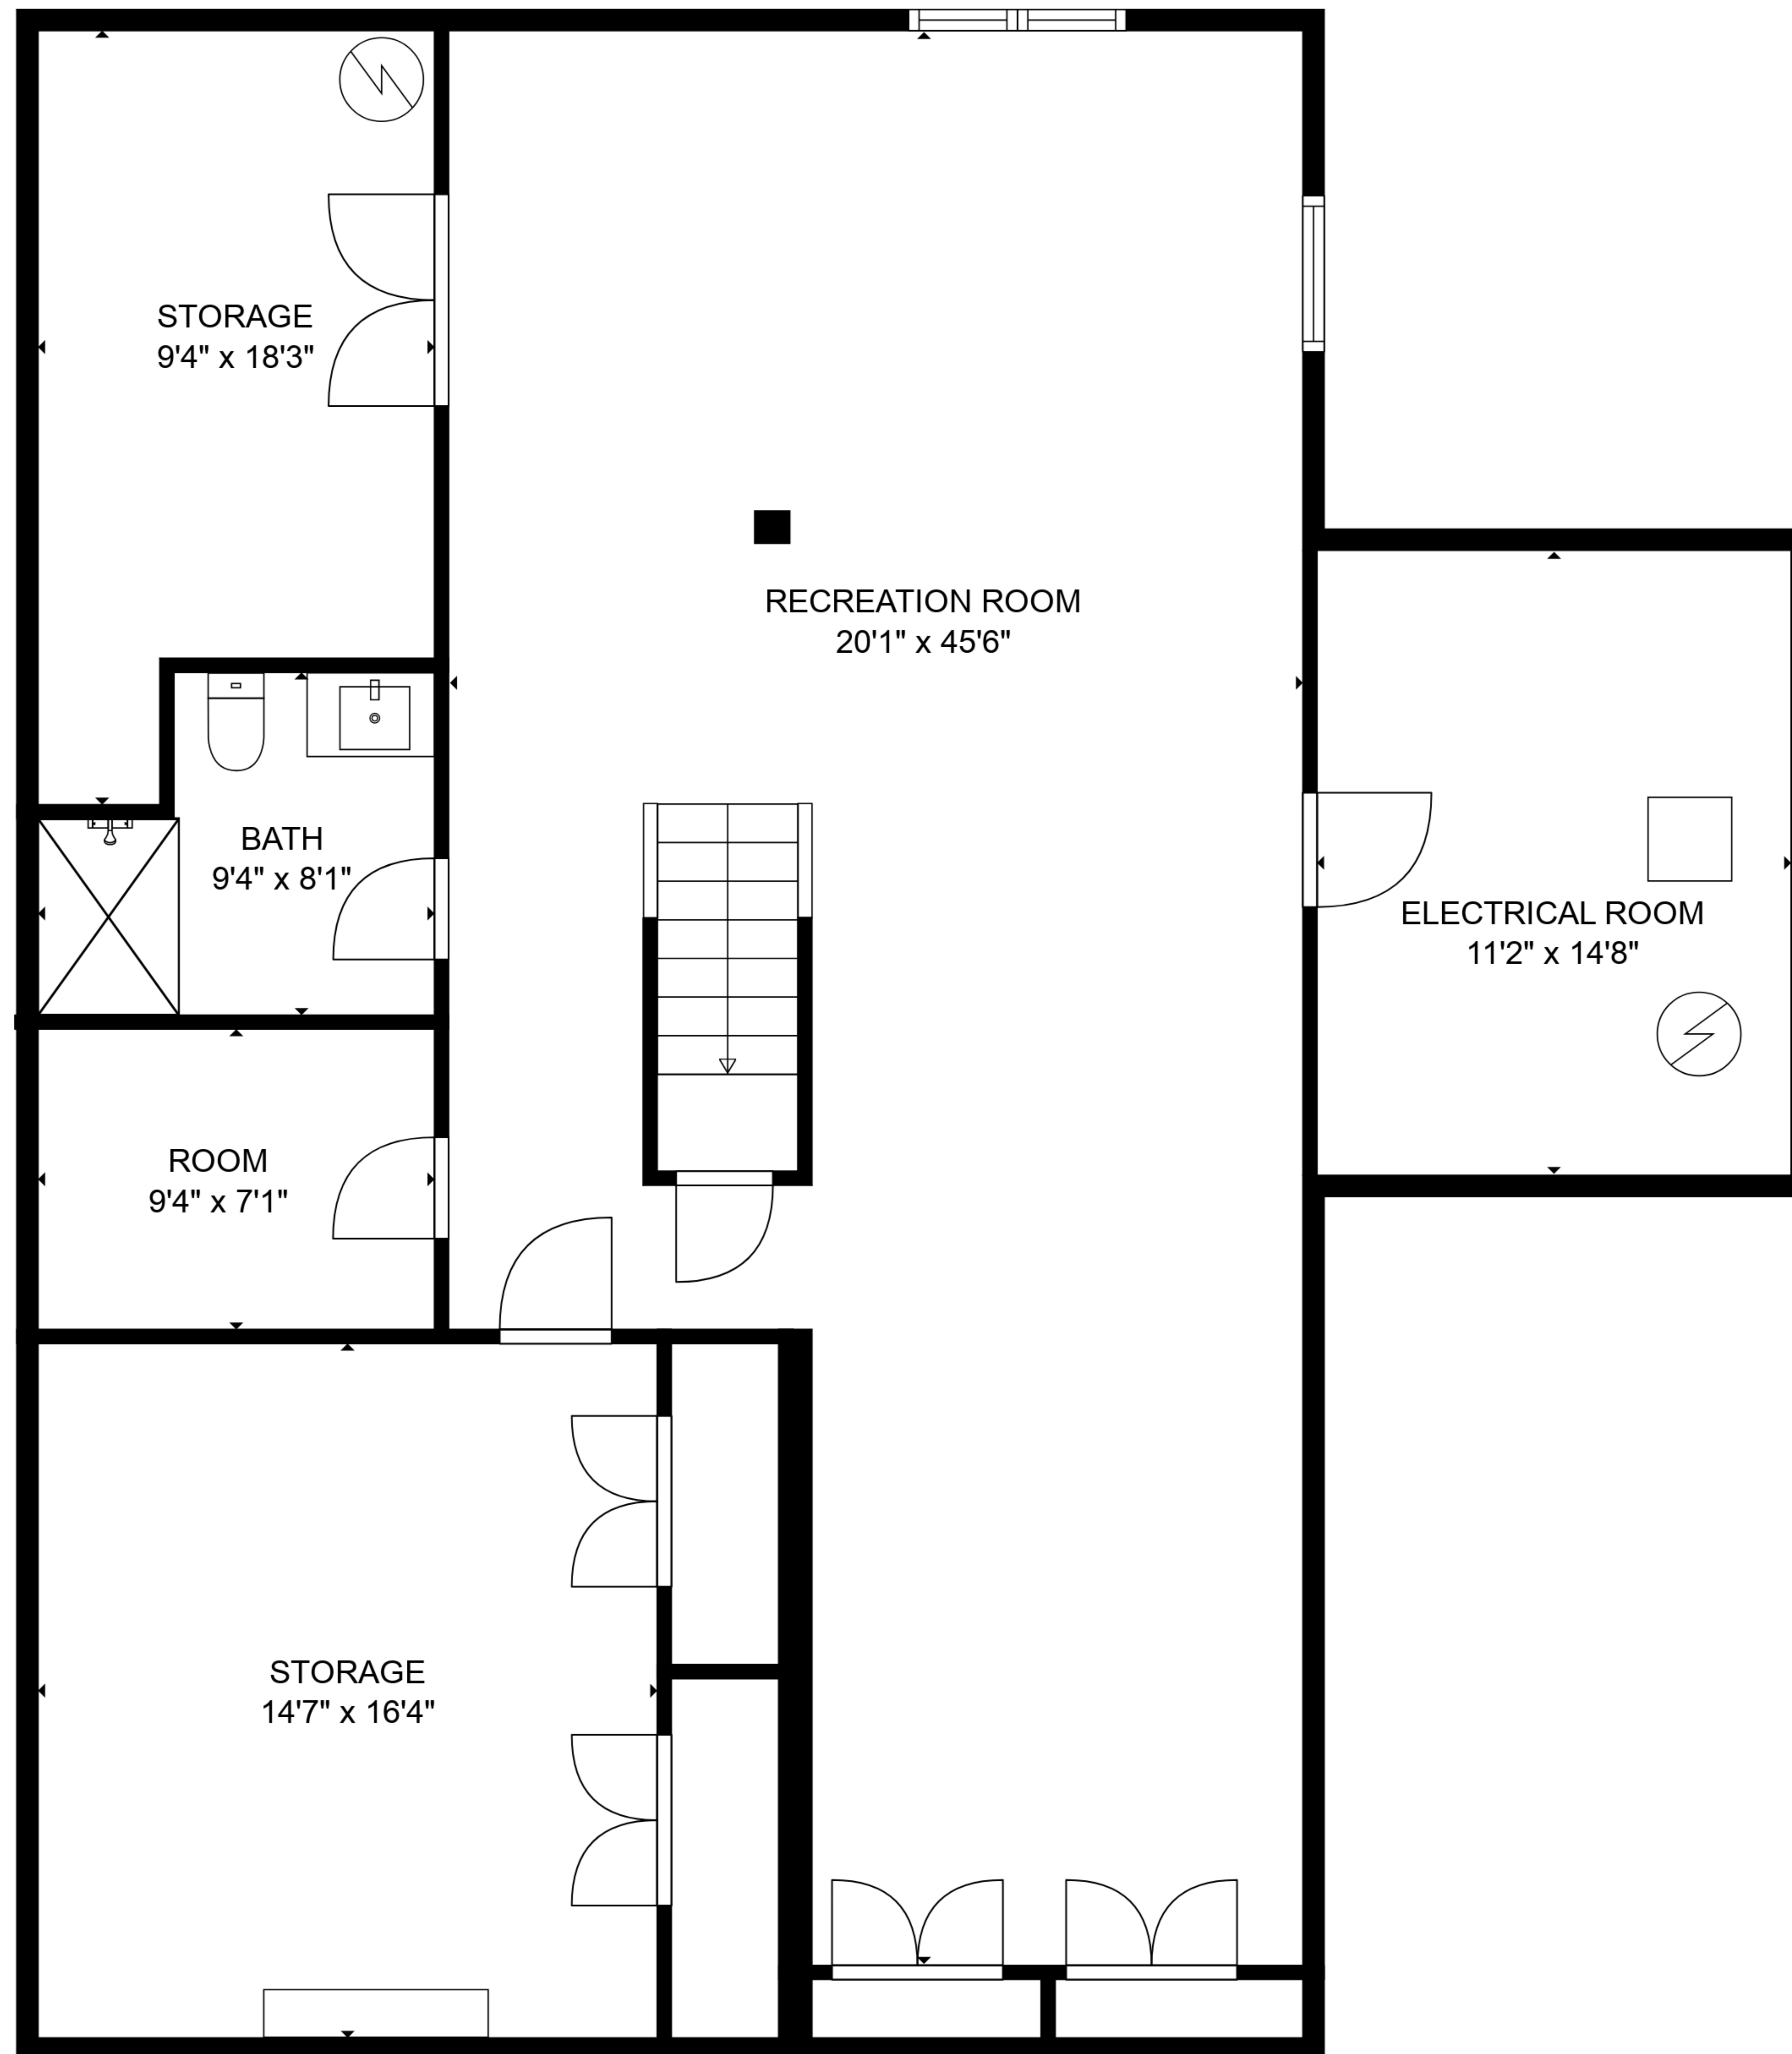 STORAGE
9'4" x 18'3"
RECREATION ROOM
20'1" x 45'6"
BATH
9'4" x 8'1"
ELECTRICAL ROOM
11'2" x 14'8"
ROOM
9'4" x 7'1"
STORAGE
14'7" x 16'4"